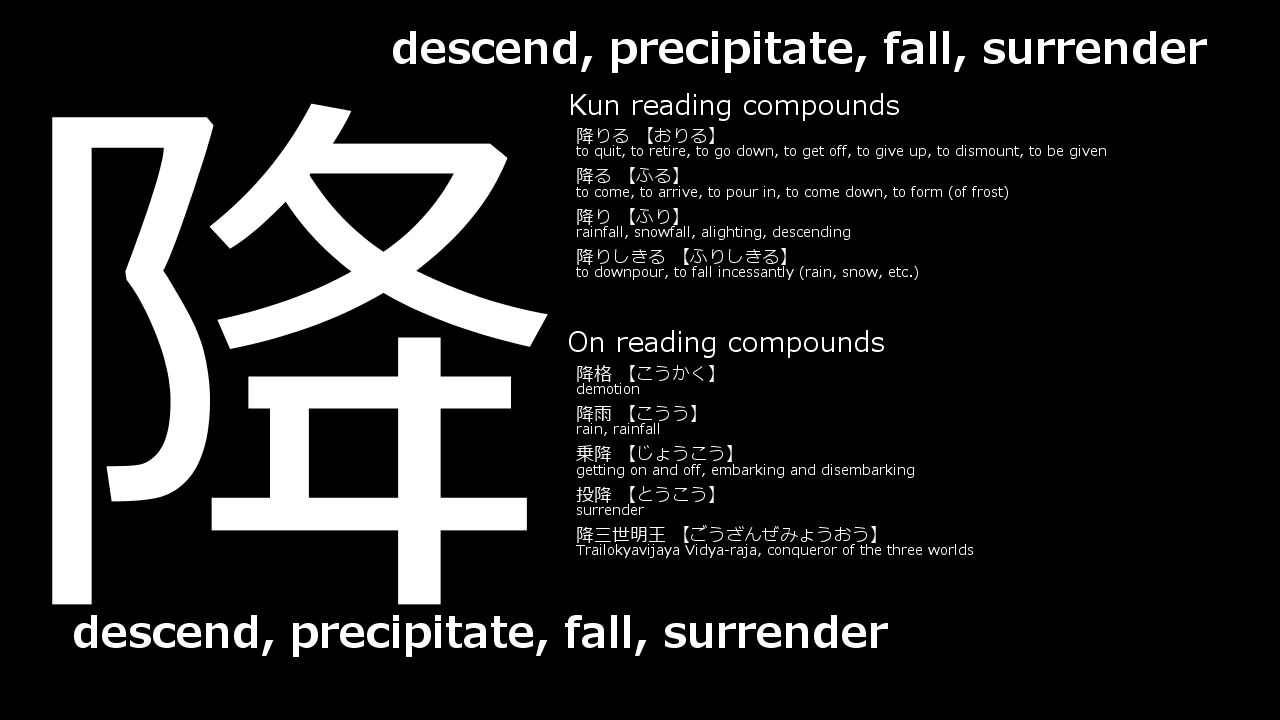 descend, precipitate, fall, surrender
降
Kun reading compounds
降りる 【おりる】
to quit, to retire, to go down, to get off, to give up, to dismount, to be given
降る 【ふる】
to come, to arrive, to pour in, to come down, to form (of frost)
降り 【ふり】
rainfall, snowfall, alighting, descending
降りしきる 【ふりしきる】
to downpour, to fall incessantly (rain, snow, etc.)
On reading compounds
降格 【こうかく】
demotion
降雨 【こうう】
rain, rainfall
乗降 【じょうこう】
getting on and off, embarking and disembarking
投降 【とうこう】
surrender
降三世明王 【ごうざんぜみょうおう】
Trailokyavijaya Vidya-raja, conqueror of the three worlds
descend, precipitate, fall, surrender